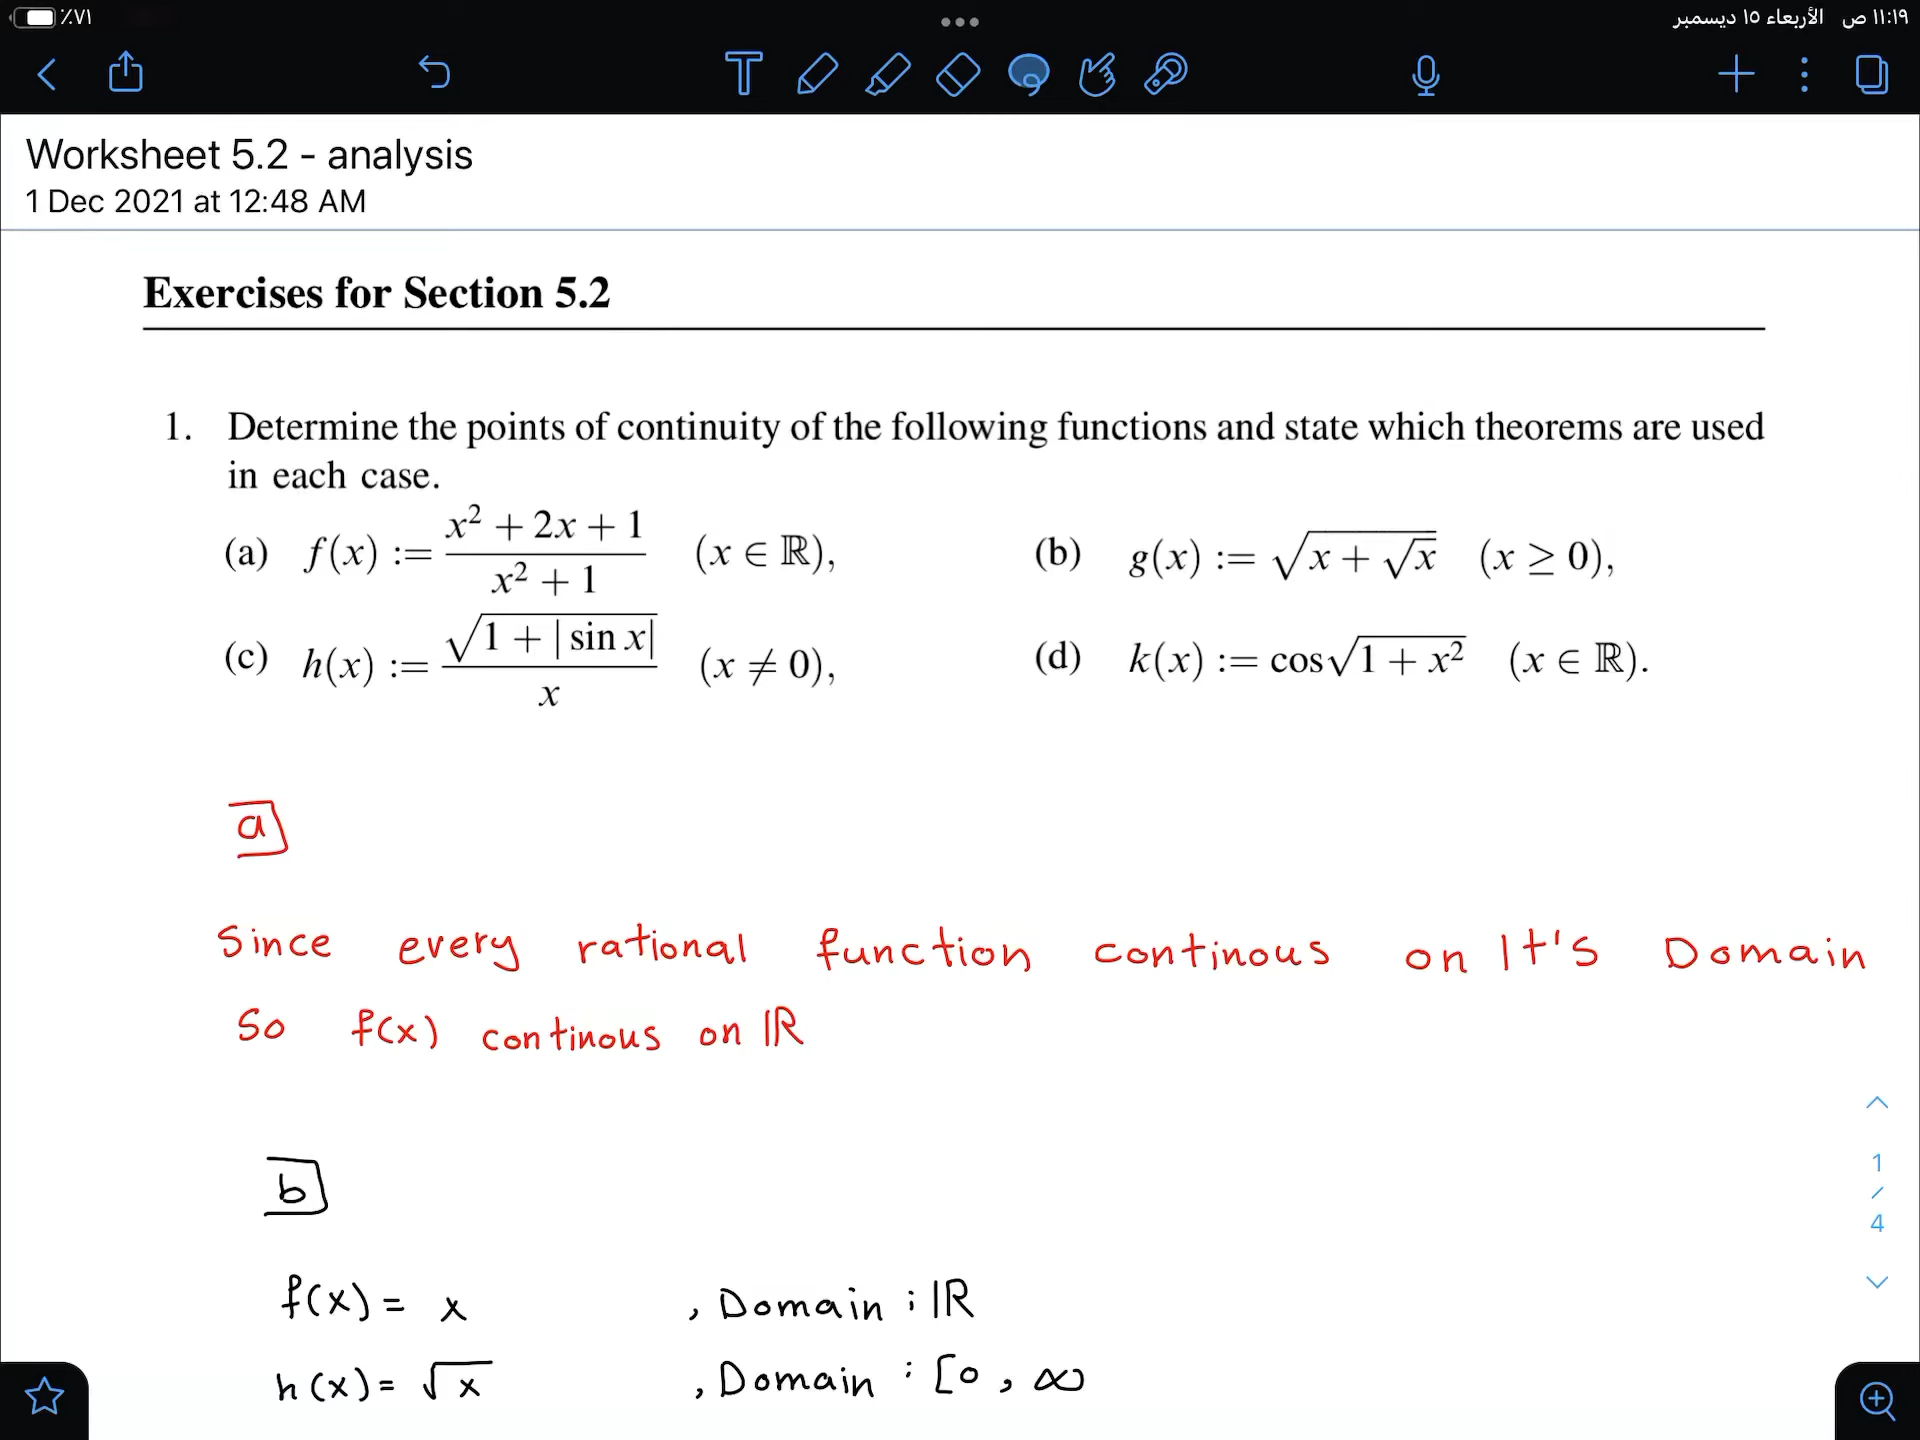 ٪٧١
١١:١٩ ص الأربعاء ١٥ ديسمبر
Worksheet 5.2 - analysis
1 Dec 2021 at 12:48 AM
Exercises for Section 5.2
1. Determine the points of continuity of the following functions and state which theorems are used
in each case.
(a) f(x) := (x² + 2x + 1)/(x² + 1) (x ∈ ℝ),
(b) g(x) := √(x + √x) (x ≥ 0),
(c) h(x) := √(1 + |sin x|)/x (x ≠ 0),
(d) k(x) := cos√(1 + x²) (x ∈ ℝ).
a
Since every rational function continous on It's Domain
So f(x) continous on ℝ
b
f(x) = x , Domain : ℝ
h(x) = √x , Domain : [0 , ∞
1
/
4